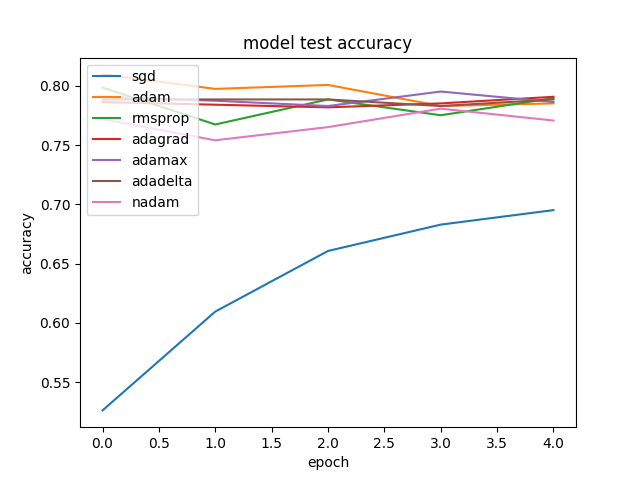 model test accuracy
sgd
adam
rmsprop
adagrad
adamax
adadelta
nadam
accuracy
0.80
0.75
0.70
0.65
0.60
0.55
0.0 0.5 1.0 1.5 2.0 2.5 3.0 3.5 4.0
epoch